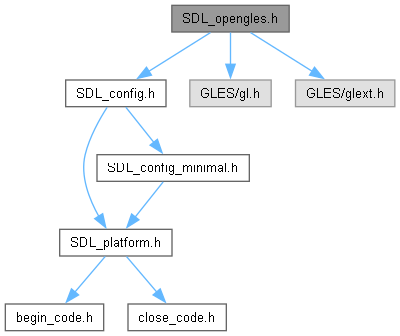 SDL_opengles.h
SDL_config.h
GLES/gl.h
GLES/glext.h
SDL_config_minimal.h
SDL_platform.h
begin_code.h
close_code.h